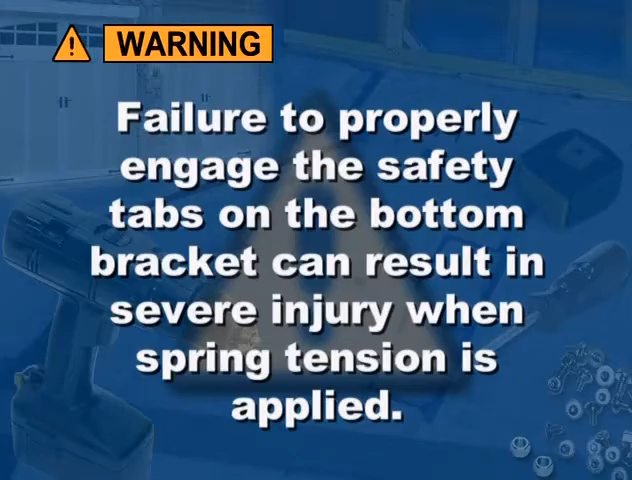 WARNING
Failure to properly
engage the safety
tabs on the bottom
bracket can result in
severe injury when
spring tension is
applied.